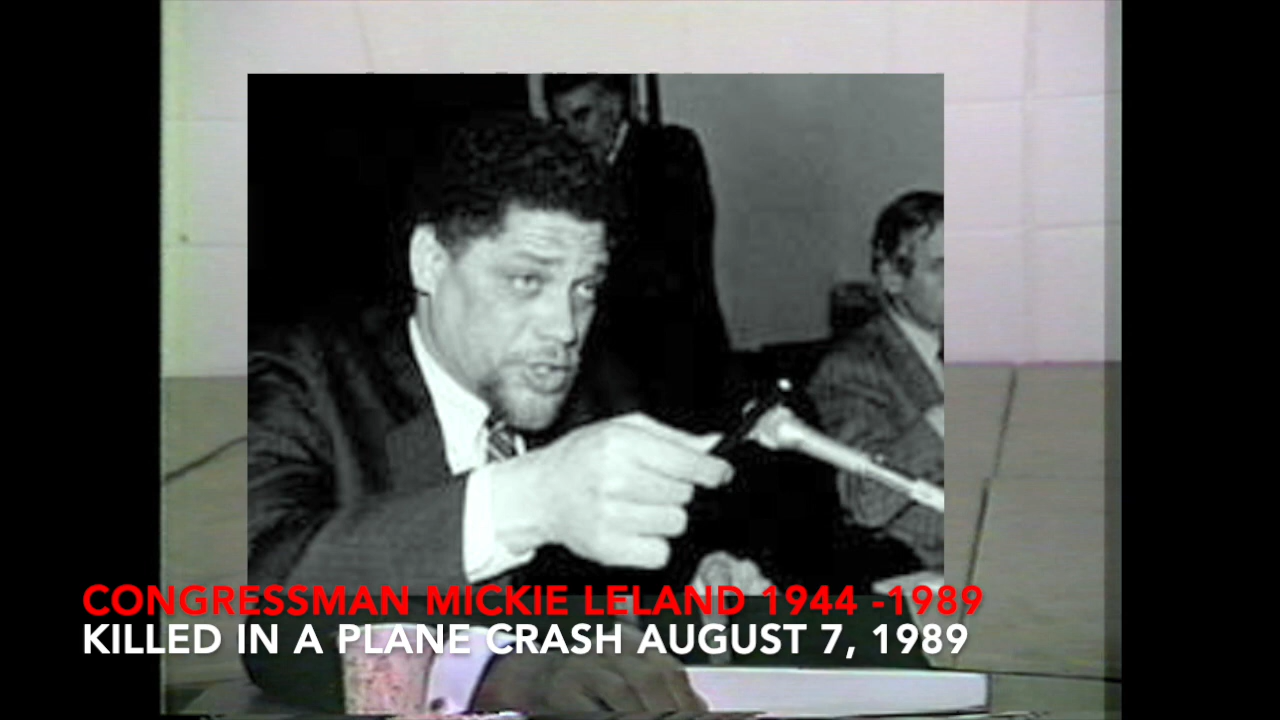 CONGRESSMAN MICKIE LELAND 1944 -1989
KILLED IN A PLANE CRASH AUGUST 7, 1989